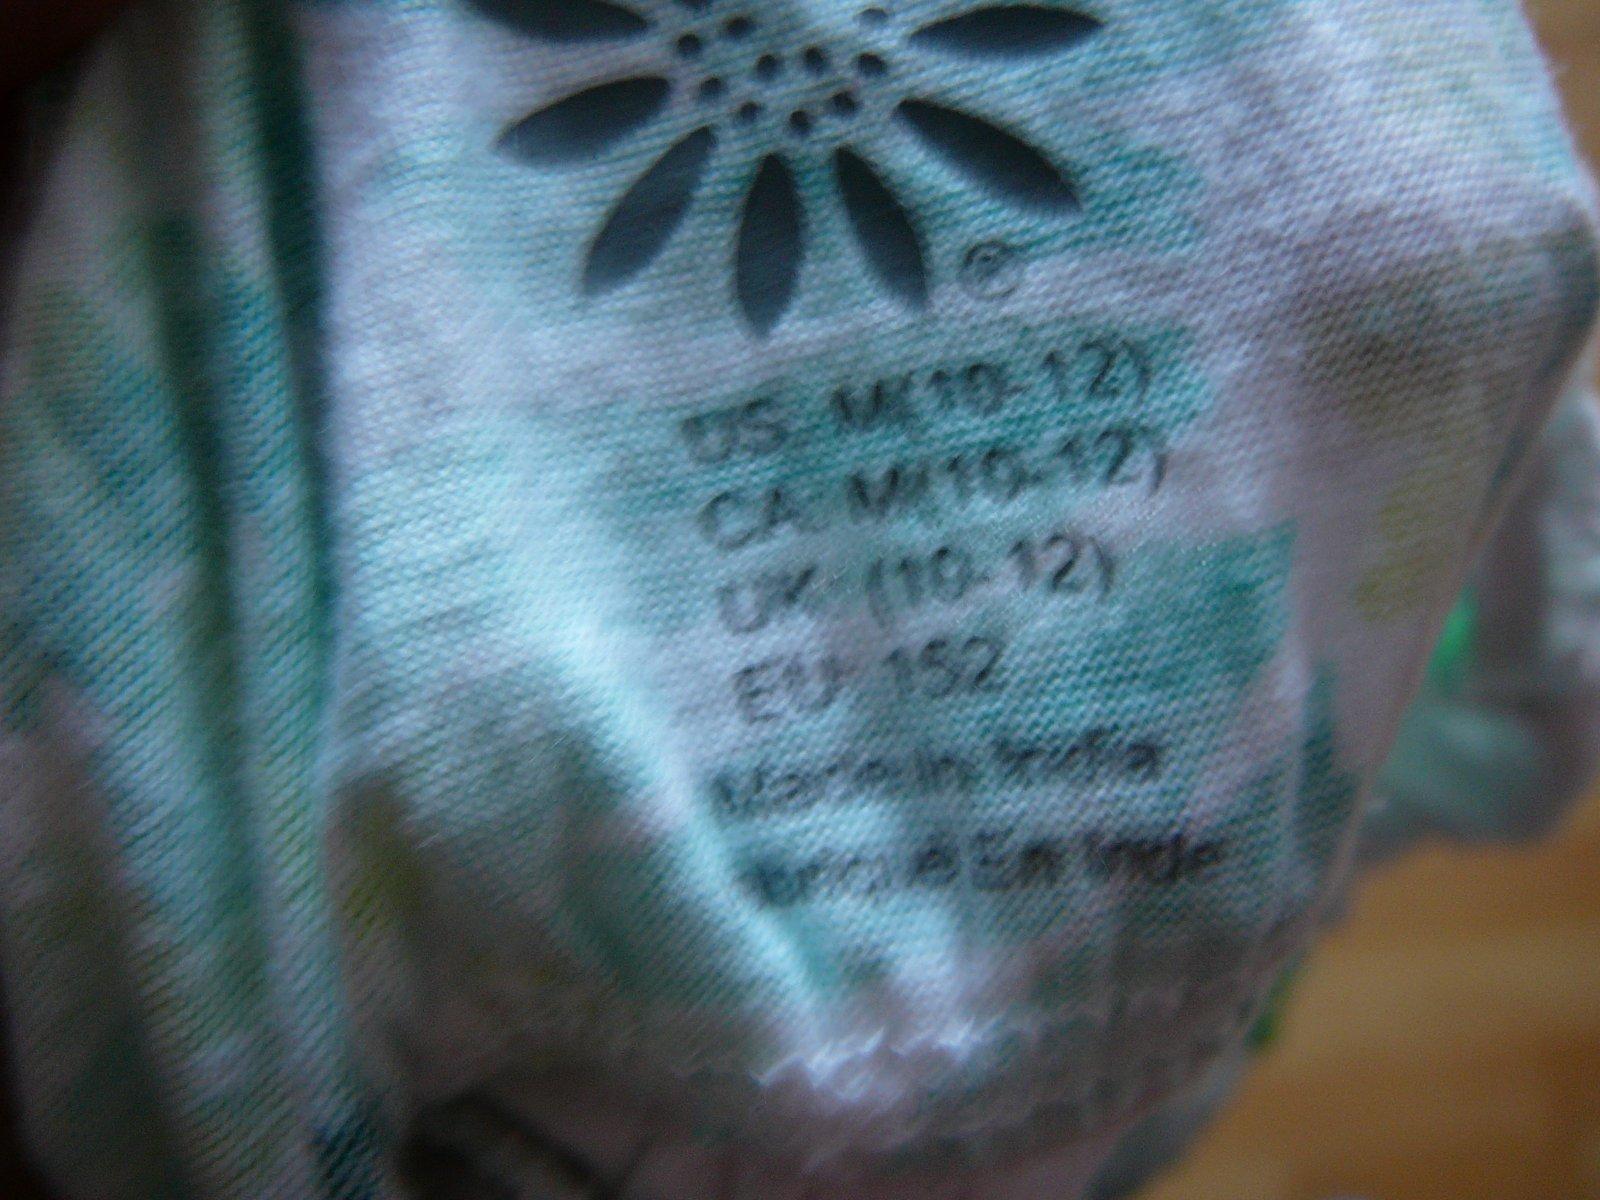 ©
US M(10-12)
CA M(10-12)
UK (10-12)
EU 152
Made In India
En Inde